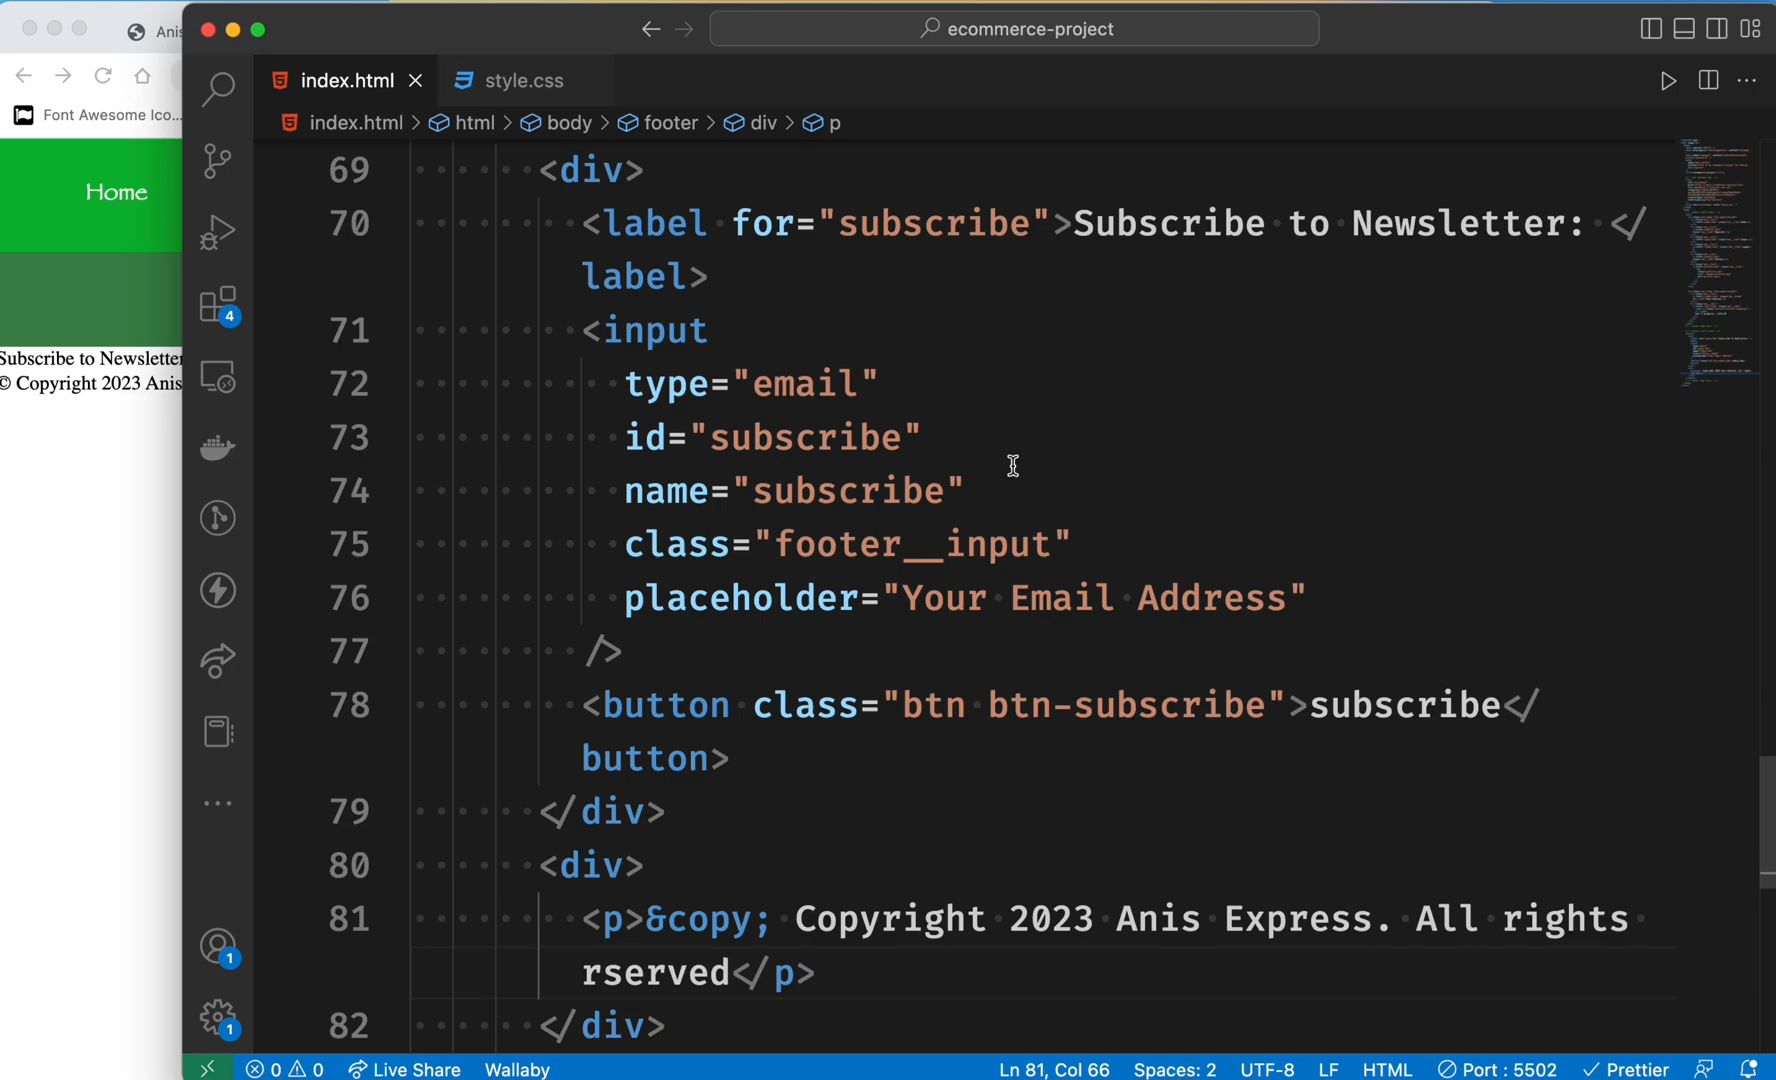 Anis
ecommerce-project
index.html
style.css
Font Awesome Ico...
index.html > html > body > footer > div > p
Home
Subscribe to Newsletter
© Copyright 2023 Anis
69 <div>
70 <label for="subscribe">Subscribe to Newsletter: </
label>
71 <input
72 type="email"
73 id="subscribe"
74 name="subscribe"
75 class="footer__input"
76 placeholder="Your Email Address"
77 />
78 <button class="btn btn-subscribe">subscribe</
button>
79 </div>
80 <div>
81 <p>&copy; Copyright 2023 Anis Express. All rights
rserved</p>
82 </div>
4
1
1
0 0 Live Share Wallaby Ln 81, Col 66 Spaces: 2 UTF-8 LF HTML Port : 5502 Prettier